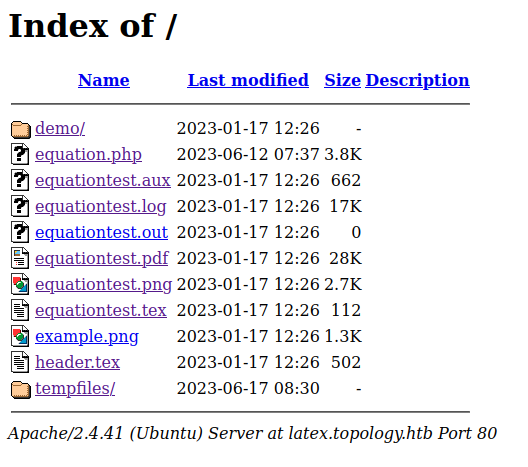 Index of /
Name Last modified Size Description
demo/ 2023-01-17 12:26 -
equation.php 2023-06-12 07:37 3.8K
equationtest.aux 2023-01-17 12:26 662
equationtest.log 2023-01-17 12:26 17K
equationtest.out 2023-01-17 12:26 0
equationtest.pdf 2023-01-17 12:26 28K
equationtest.png 2023-01-17 12:26 2.7K
equationtest.tex 2023-01-17 12:26 112
example.png 2023-01-17 12:26 1.3K
header.tex 2023-01-17 12:26 502
tempfiles/ 2023-06-17 08:30 -
Apache/2.4.41 (Ubuntu) Server at latex.topology.htb Port 80